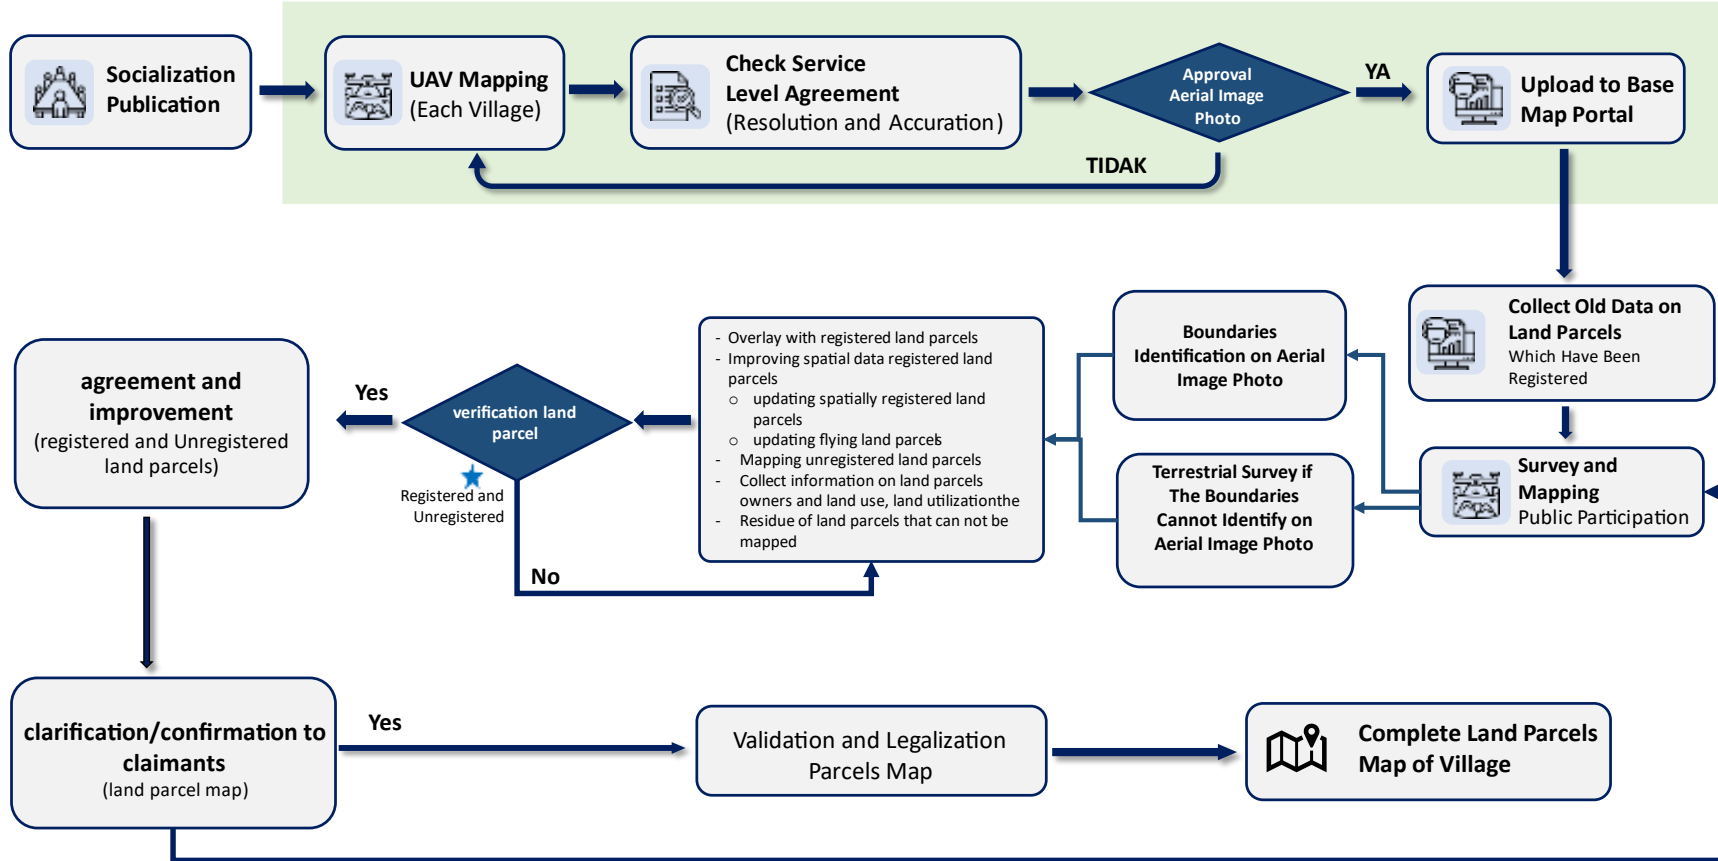 Socialization
Publication
UAV Mapping
(Each Village)
Check Service
Level Agreement
(Resolution and Accuration)
Approval
Aerial Image
Photo
YA
TIDAK
Upload to Base
Map Portal
Collect Old Data on
Land Parcels
Which Have Been
Registered
Survey and
Mapping
Public Participation
Boundaries
Identification on Aerial
Image Photo
Terrestrial Survey if
The Boundaries
Cannot Identify on
Aerial Image Photo
- Overlay with registered land parcels
- Improving spatial data registered land
parcels
o updating spatially registered land
parcels
o updating flying land parcels
- Mapping unregistered land parcels
- Collect information on land parcels
owners and land use, land utilizationthe
- Residue of land parcels that can not be
mapped
verification land
parcel
Registered and
Unregistered
Yes
No
agreement and
improvement
(registered and Unregistered
land parcels)
clarification/confirmation to
claimants
(land parcel map)
Yes
Validation and Legalization
Parcels Map
Complete Land Parcels
Map of Village